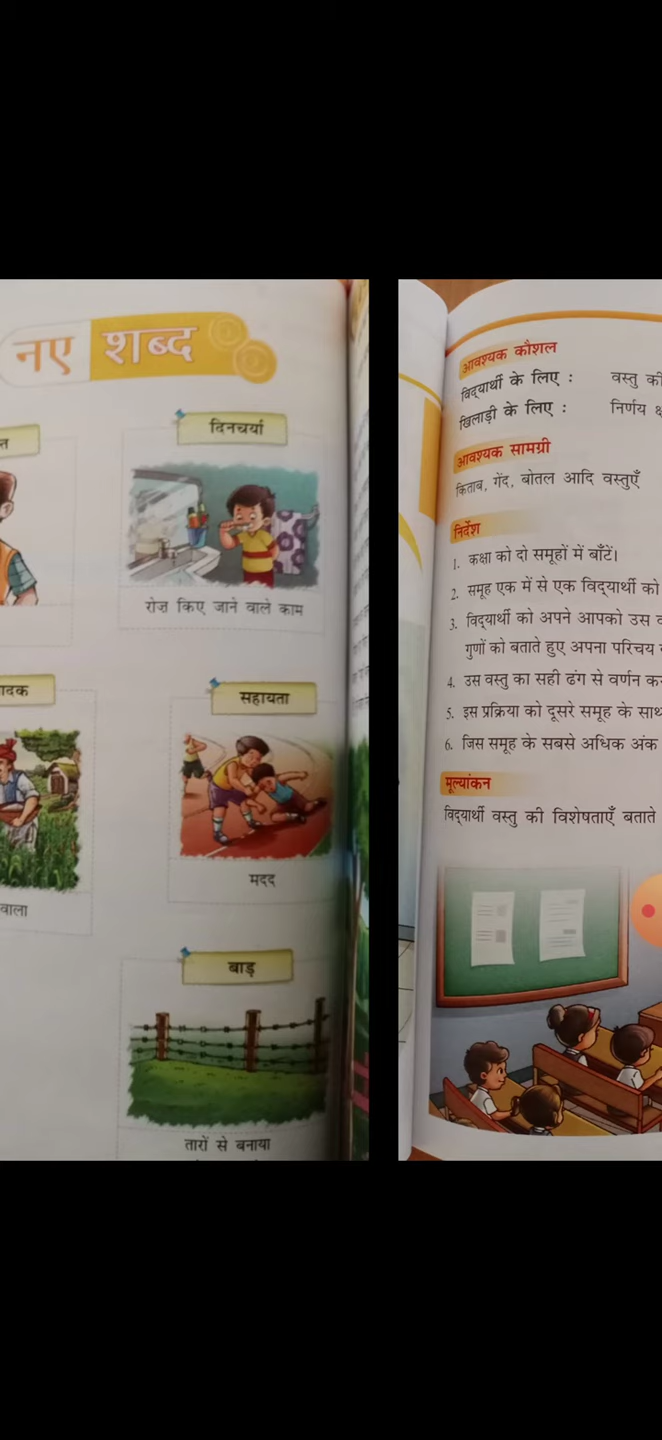 नए शब्द
दिनचर्या
रोज़ किए जाने वाले काम
सहायता
मदद
वाला
बाड़
तारों से बनाया
आवश्यक कौशल
विद्यार्थी के लिए : वस्तु की
खिलाड़ी के लिए : निर्णय
आवश्यक सामग्री
किताब, गेंद, बोतल आदि वस्तुएँ
निर्देश
1. कक्षा को दो समूहों में बाँटें।
2. समूह एक में से एक विद्यार्थी को
3. विद्यार्थी को अपने आपको उस
गुणों को बताते हुए अपना परिचय
4. उस वस्तु का सही ढंग से वर्णन
5. इस प्रक्रिया को दूसरे समूह के साथ
6. जिस समूह के सबसे अधिक अंक
मूल्यांकन
विद्यार्थी वस्तु की विशेषताएँ बताते